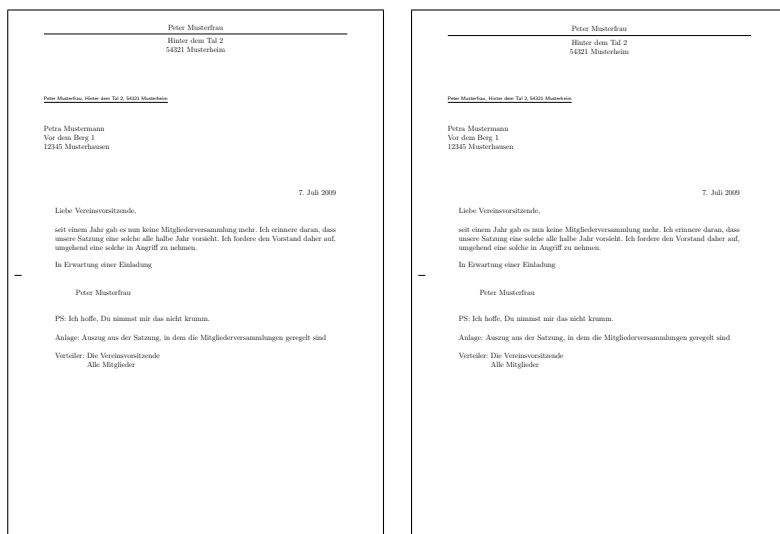 Peter Musterfrau
Hinter dem Tal 2
54321 Musterheim
Peter Musterfrau, Hinter dem Tal 2, 54321 Musterheim
Petra Mustermann
Vor dem Berg 1
12345 Musterhausen
7. Juli 2009
Liebe Vereinsvorsitzende,
seit einem Jahr gab es nun keine Mitgliederversammlung mehr. Ich erinnere daran, dass
unsere Satzung eine solche alle halbe Jahr vorsieht. Ich fordere den Vorstand daher auf,
umgehend eine solche in Angriff zu nehmen.
In Erwartung einer Einladung
Peter Musterfrau
PS: Ich hoffe, Du nimmst mir das nicht krumm.
Anlage: Auszug aus der Satzung, in dem die Mitgliederversammlungen geregelt sind
Verteiler: Die Vereinsvorsitzende
Alle Mitglieder
Peter Musterfrau
Hinter dem Tal 2
54321 Musterheim
Peter Musterfrau, Hinter dem Tal 2, 54321 Musterheim
Petra Mustermann
Vor dem Berg 1
12345 Musterhausen
7. Juli 2009
Liebe Vereinsvorsitzende,
seit einem Jahr gab es nun keine Mitgliederversammlung mehr. Ich erinnere daran, dass
unsere Satzung eine solche alle halbe Jahr vorsieht. Ich fordere den Vorstand daher auf,
umgehend eine solche in Angriff zu nehmen.
In Erwartung einer Einladung
Peter Musterfrau
PS: Ich hoffe, Du nimmst mir das nicht krumm.
Anlage: Auszug aus der Satzung, in dem die Mitgliederversammlungen geregelt sind
Verteiler: Die Vereinsvorsitzende
Alle Mitglieder